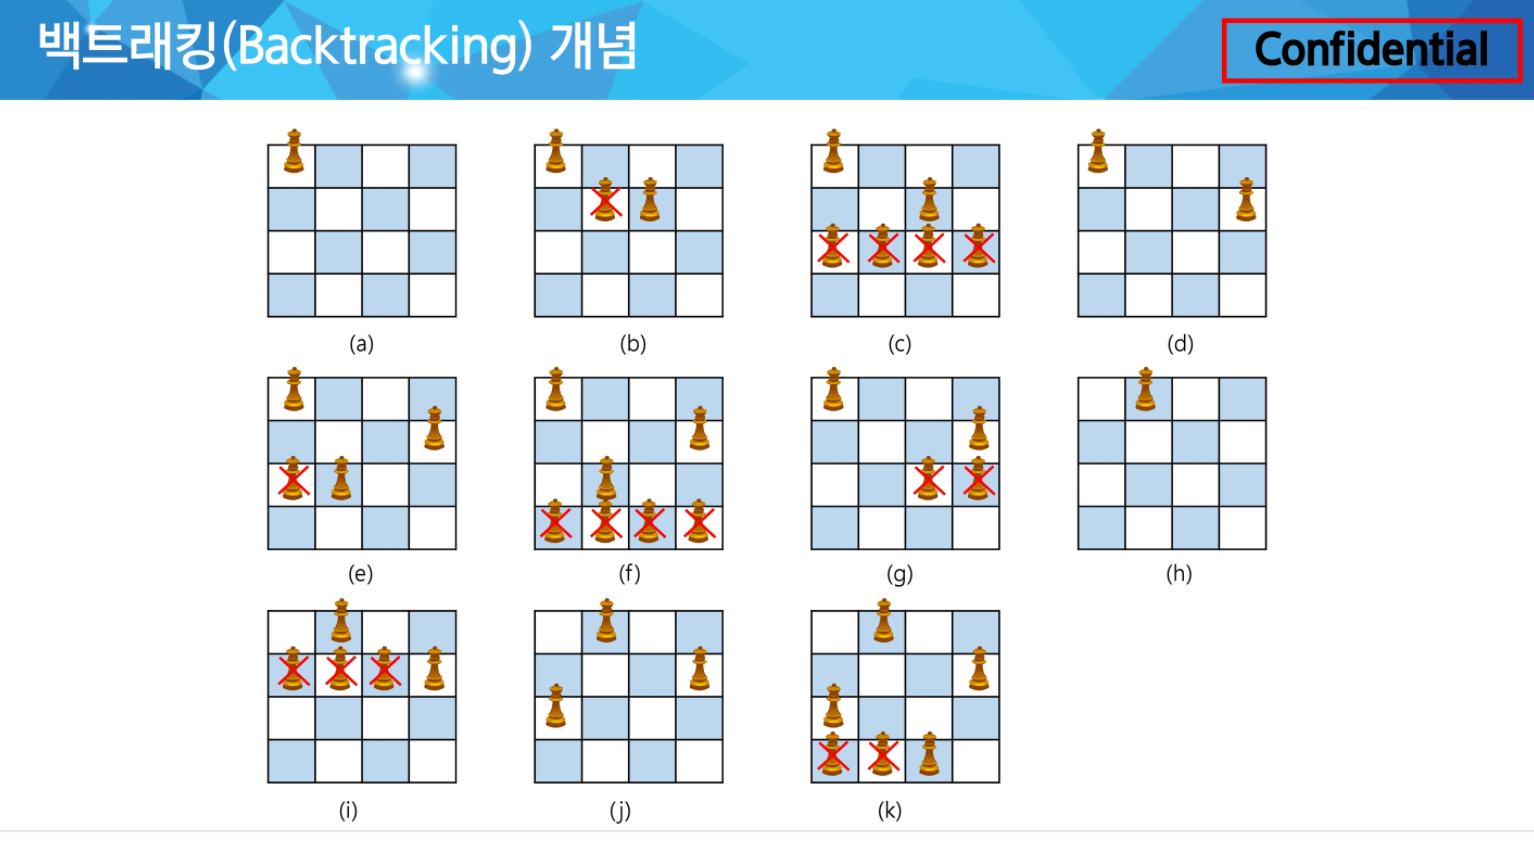 백트래킹(Backtracking) 개념
Confidential
(a)
(b)
(c)
(d)
(e)
(f)
(g)
(h)
(i)
(j)
(k)